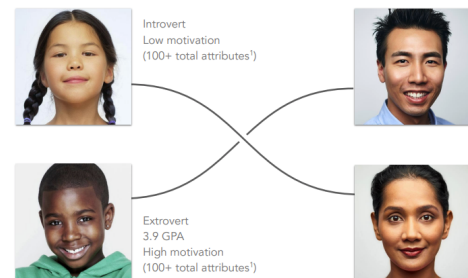 Introvert
Low motivation
(100+ total attributes¹)
Extrovert
3.9 GPA
High motivation
(100+ total attributes¹)